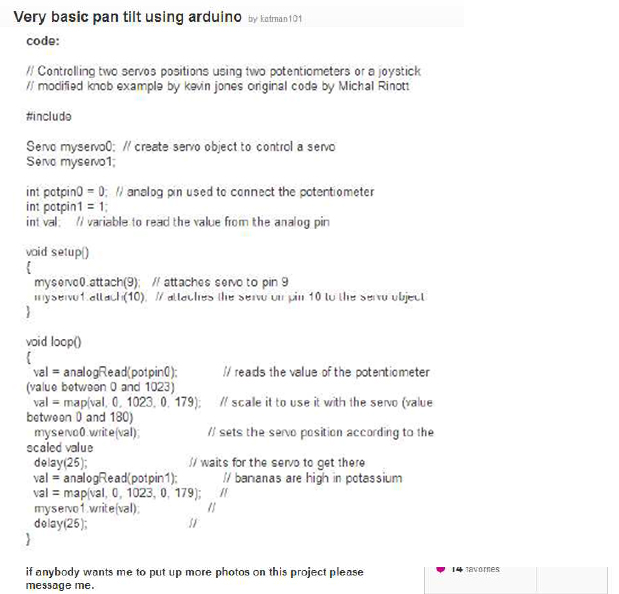 Very basic pan tilt using arduino by katman101
code:
// Controlling two servos positions using two potentiometers or a joystick
// modified knob example by kevin jones original code by Michal Rinott
#include
Servo myservo0; // create servo object to control a servo
Servo myservo1;
int potpin0 = 0; // analog pin used to connect the potentiometer
int potpin1 = 1;
int val; // variable to read the value from the analog pin
void setup()
{
myservo0.attach(9); // attaches servo to pin 9
myservo1.attach(10); // attaches the servo on pin 10 to the servo object
}
void loop()
{
val = analogRead(potpin0); // reads the value of the potentiometer
(value between 0 and 1023)
val = map(val, 0, 1023, 0, 179); // scale it to use it with the servo (value
between 0 and 180)
myservo0.write(val); // sets the servo position according to the
scaled value
delay(25); // waits for the servo to get there
val = analogRead(potpin1); // bananas are high in potassium
val = map(val, 0, 1023, 0, 179); //
myservo1.write(val); //
delay(25); //
}
if anybody wants me to put up more photos on this project please
message me.
14 favorites